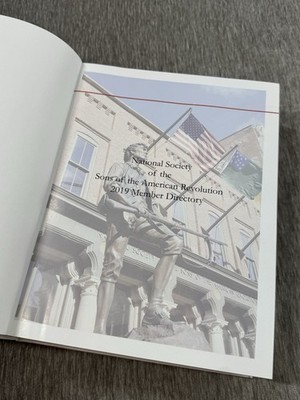 National Society
of the
Sons of the American Revolution
2019 Member Directory